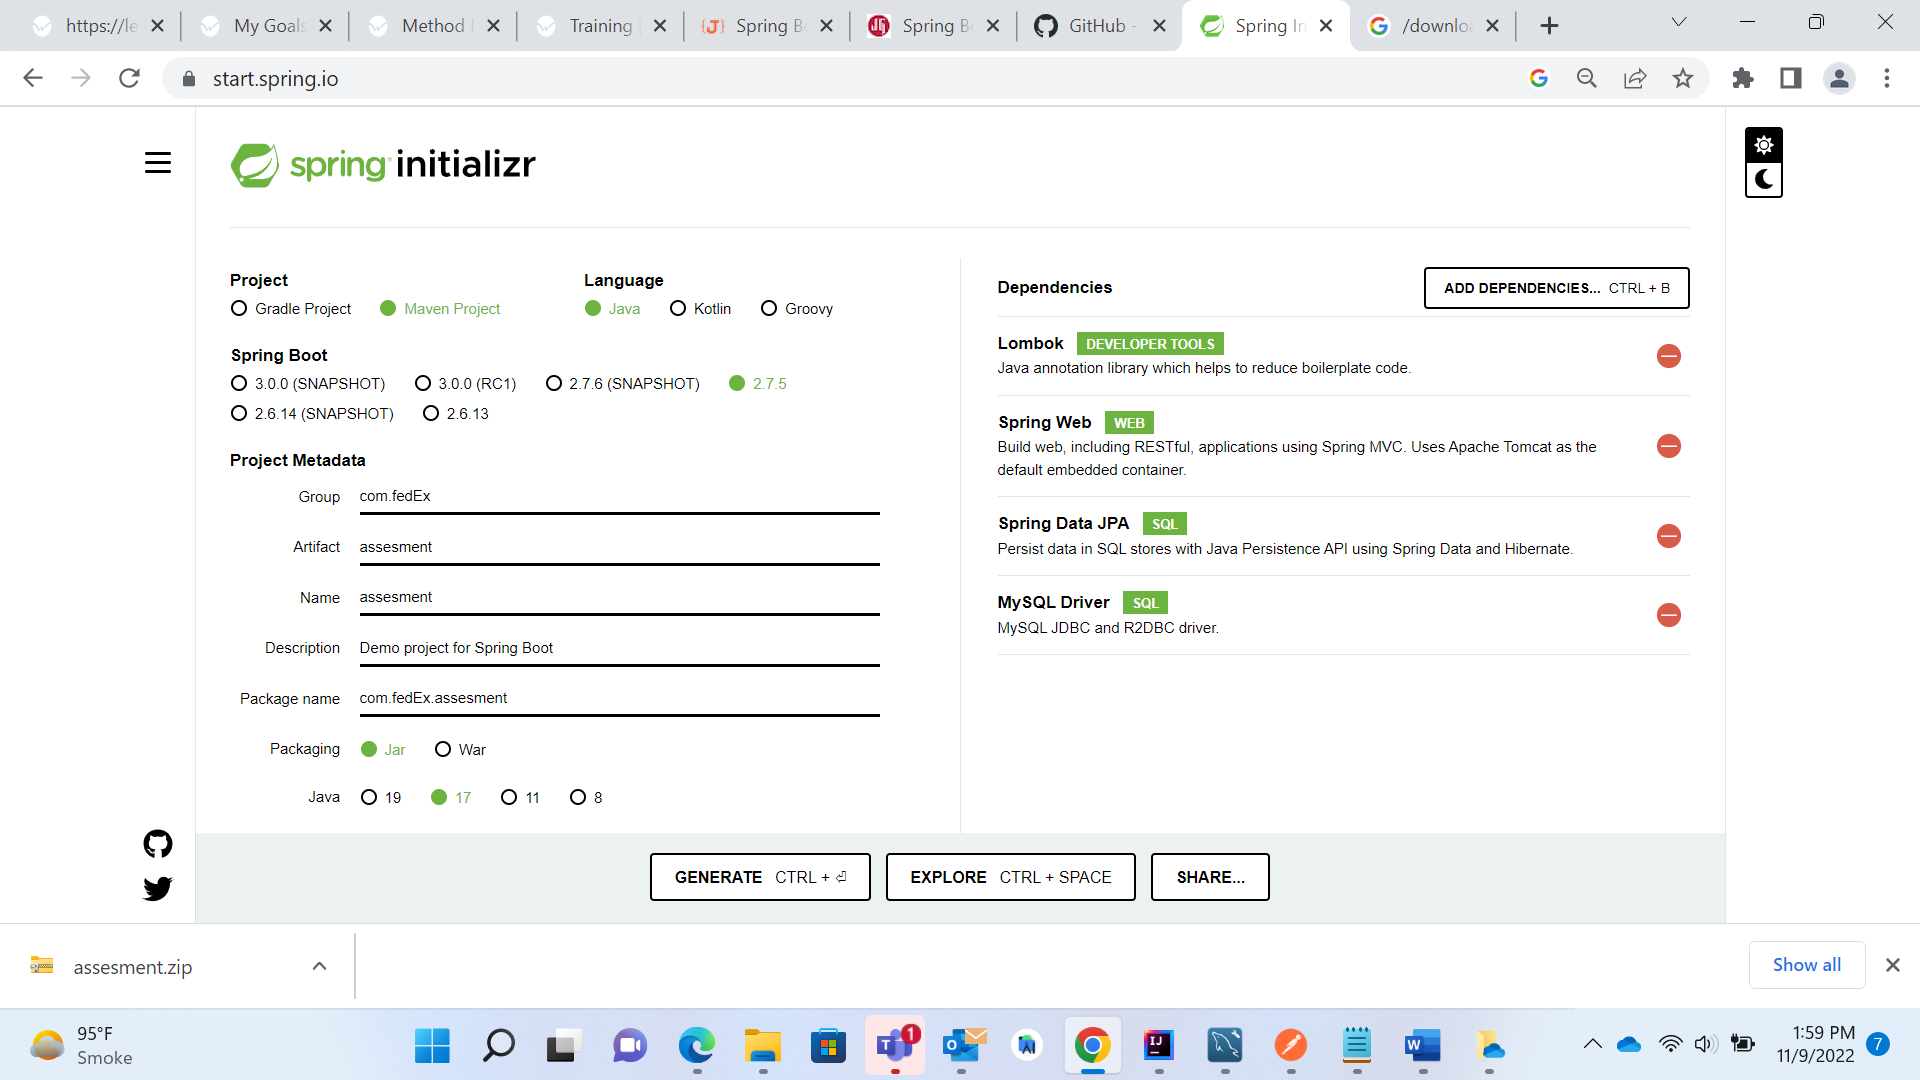 https://le
My Goals
Method I
Training
Spring Bo
Spring Bo
GitHub -
Spring In
/downloa
start.spring.io
spring initializr
Project
Gradle Project
Maven Project
Language
Java
Kotlin
Groovy
Spring Boot
3.0.0 (SNAPSHOT)
3.0.0 (RC1)
2.7.6 (SNAPSHOT)
2.7.5
2.6.14 (SNAPSHOT)
2.6.13
Project Metadata
Group com.fedEx
Artifact assesment
Name assesment
Description Demo project for Spring Boot
Package name com.fedEx.assesment
Packaging Jar War
Java 19 17 11 8
Dependencies
ADD DEPENDENCIES... CTRL + B
Lombok DEVELOPER TOOLS
Java annotation library which helps to reduce boilerplate code.
Spring Web WEB
Build web, including RESTful, applications using Spring MVC. Uses Apache Tomcat as the
default embedded container.
Spring Data JPA SQL
Persist data in SQL stores with Java Persistence API using Spring Data and Hibernate.
MySQL Driver SQL
MySQL JDBC and R2DBC driver.
GENERATE CTRL + ⏎
EXPLORE CTRL + SPACE
SHARE...
assesment.zip
Show all
95°F
Smoke
1
1:59 PM
11/9/2022
7